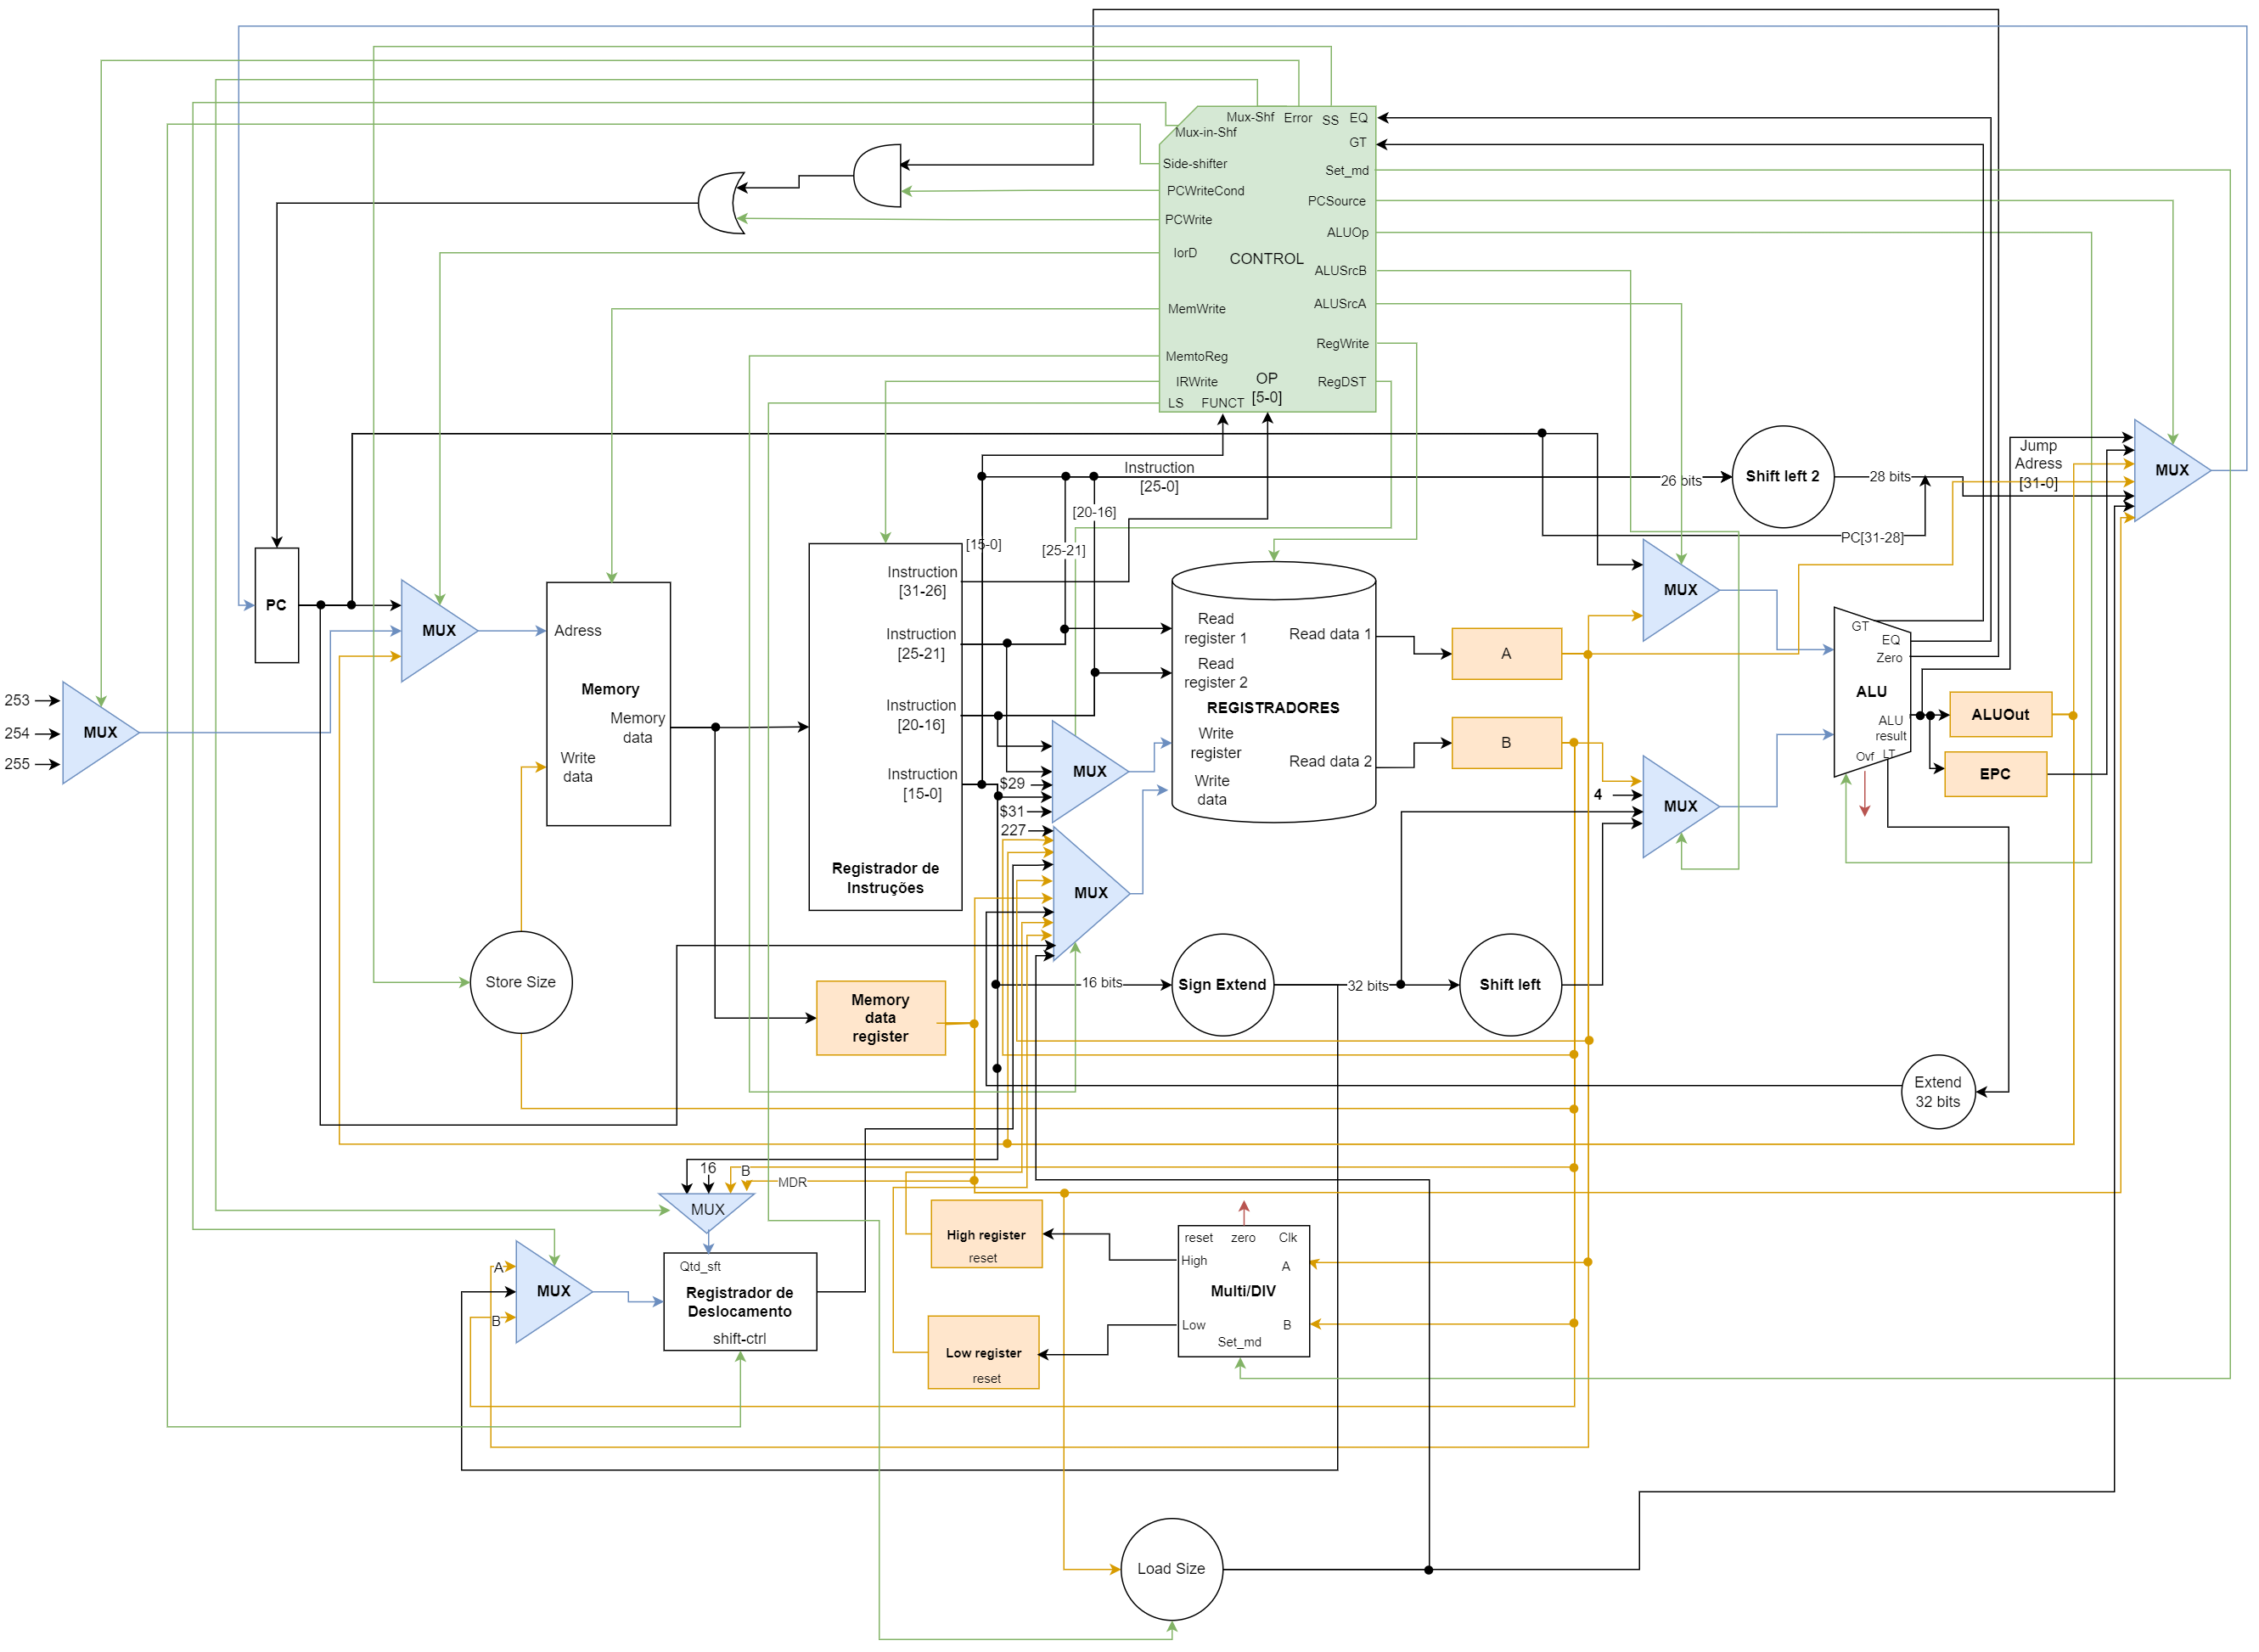 Mux-Shf
Error
SS
EQ
Mux-in-Shf
GT
Side-shifter
Set_md
PCWriteCond
PCSource
PCWrite
ALUOp
IorD
CONTROL
ALUSrcB
MemWrite
ALUSrcA
RegWrite
MemtoReg
IRWrite
OP
[5-0]
RegDST
LS
FUNCT
Instruction
[25-0]
26 bits
Shift left 2
28 bits
Jump
Adress
[31-0]
MUX
[20-16]
[15-0]
[25-21]
PC[31-28]
PC
MUX
Adress
Memory
Memory
data
Write
data
Instruction
[31-26]
Instruction
[25-21]
Instruction
[20-16]
Instruction
[15-0]
Registrador de
Instruções
Read
register 1
Read
register 2
REGISTRADORES
Write
register
Write
data
Read data 1
Read data 2
A
B
MUX
GT
EQ
Zero
ALU
ALU
result
Ovf
LT
ALUOut
EPC
253
254
255
MUX
MUX
$29
$31
227
MUX
4
MUX
Store Size
Memory
data
register
16 bits
Sign Extend
32 bits
Shift left
Extend
32 bits
16
B
MDR
MUX
A
B
MUX
Qtd_sft
Registrador de
Deslocamento
shift-ctrl
High register
reset
Low register
reset
reset
zero
Clk
High
A
Multi/DIV
Low
B
Set_md
Load Size